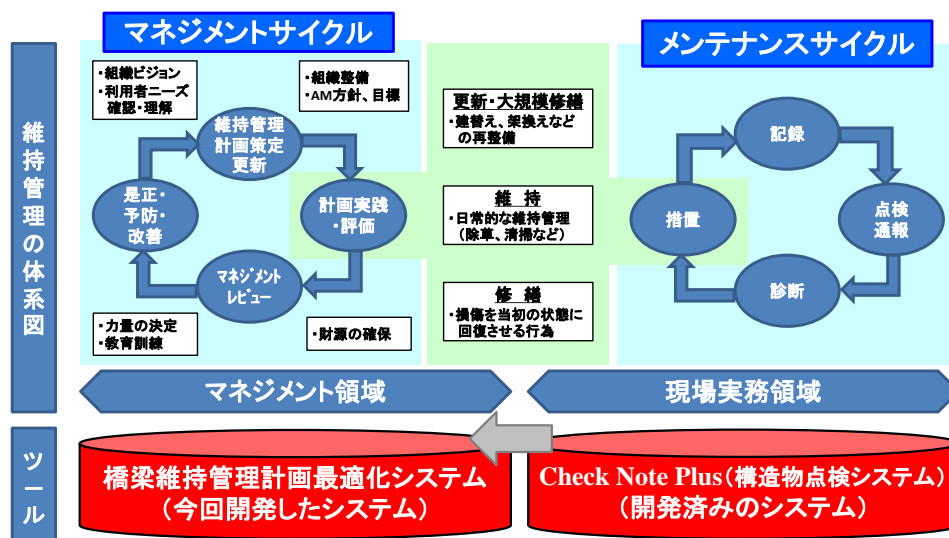 マネジメントサイクル
メンテナンスサイクル
維持管理の体系図
・組織ビジョン
・利用者ニーズ
確認・理解
・組織整備
・AM方針、目標
維持管理
計画策定
更新
計画実践
・評価
マネジメント
レビュー
是正・
予防・
改善
・力量の決定
・教育訓練
・財源の確保
更新・大規模修繕
・建替え、架換えなど
の再整備
維 持
・日常的な維持管理
（除草、清掃など）
修 繕
・損傷を当初の状態に
回復させる行為
記録
点検
通報
診断
措置
マネジメント領域
現場実務領域
ツール
橋梁維持管理計画最適化システム
（今回開発したシステム）
Check Note Plus（構造物点検システム）
（開発済みのシステム）